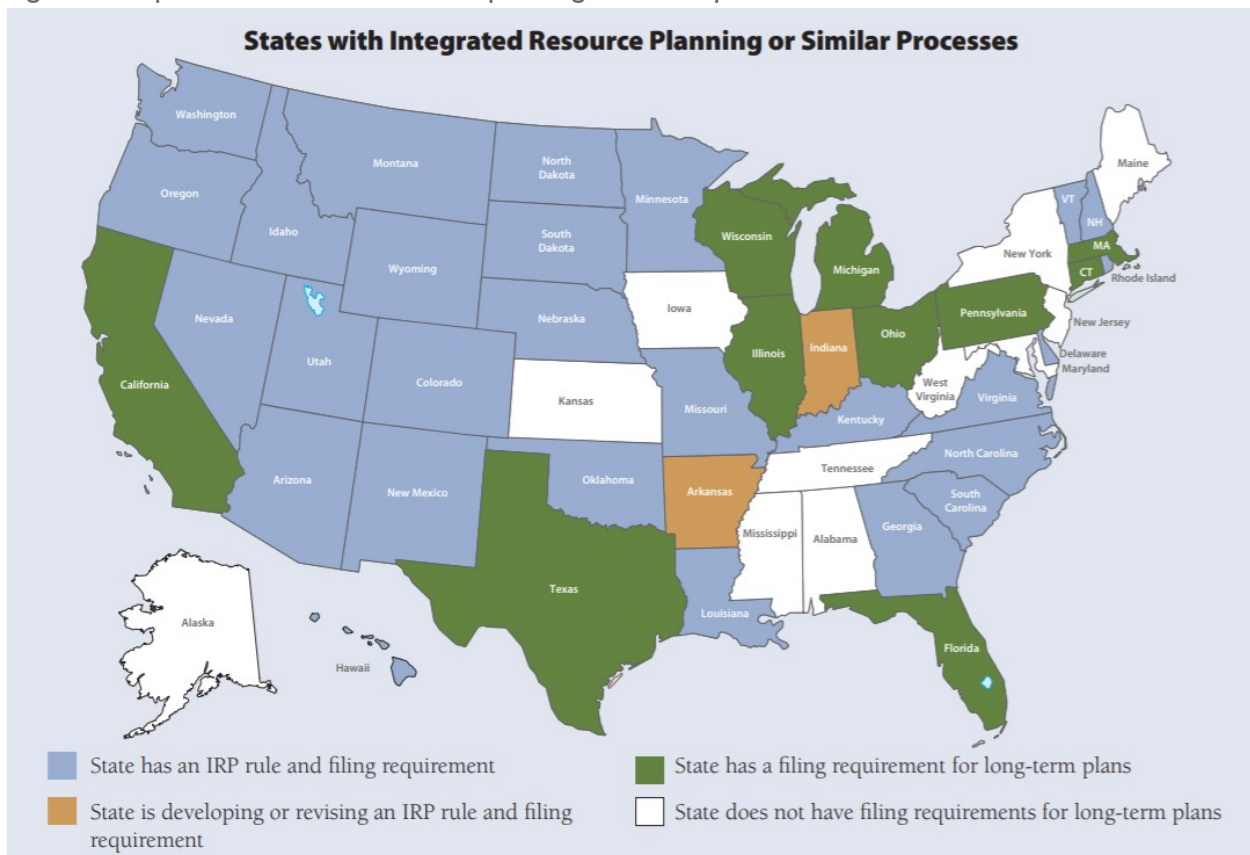 States with Integrated Resource Planning or Similar Processes
Washington
Oregon
Idaho
Montana
North
Dakota
South
Dakota
Minnesota
Wyoming
Nebraska
Nevada
Utah
Colorado
California
Arizona
New Mexico
Kansas
Oklahoma
Texas
Iowa
Missouri
Arkansas
Louisiana
Wisconsin
Illinois
Michigan
Indiana
Ohio
Kentucky
Tennessee
Mississippi
Alabama
Georgia
Florida
South
Carolina
North Carolina
Virginia
West
Virginia
Pennsylvania
New York
Maine
VT
NH
MA
CT
Rhode Island
New Jersey
Delaware
Maryland
Alaska
Hawaii
State has an IRP rule and filing requirement
State is developing or revising an IRP rule and filing
requirement
State has a filing requirement for long-term plans
State does not have filing requirements for long-term plans